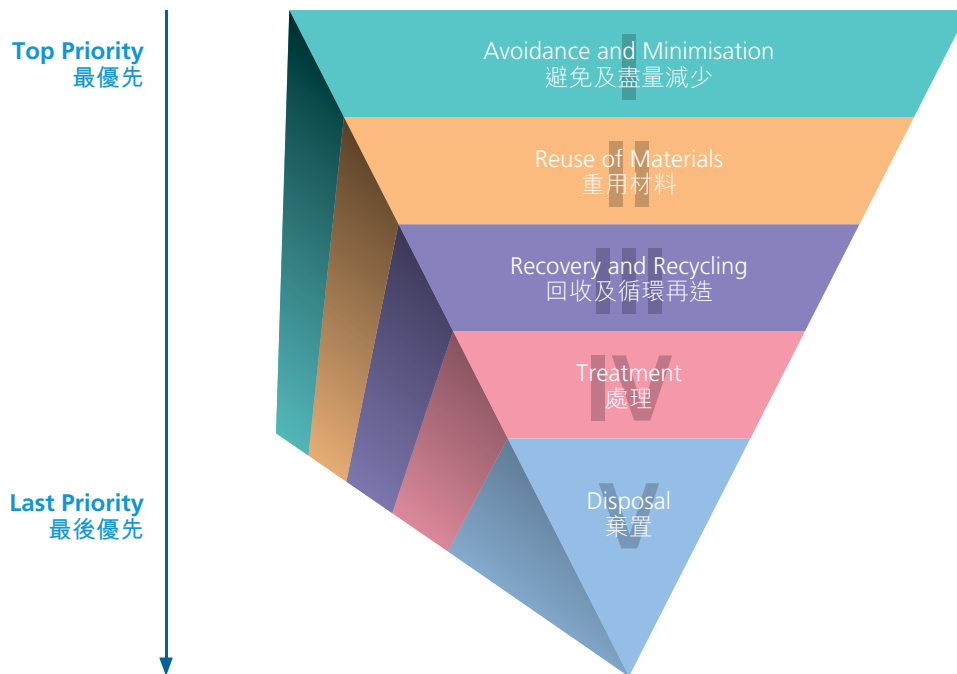 Top Priority
最優先
I
Avoidance and Minimisation
避免及盡量減少
II
Reuse of Materials
重用材料
III
Recovery and Recycling
回收及循環再造
IV
Treatment
處理
Last Priority
最後優先
V
Disposal
棄置